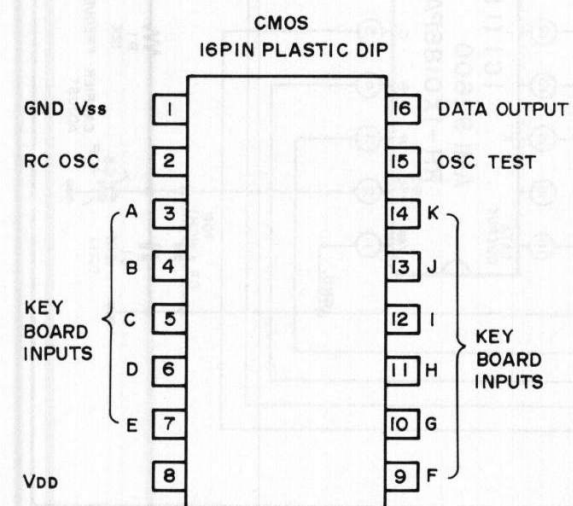 CMOS
16PIN PLASTIC DIP
GND Vss 1 16 DATA OUTPUT
RC OSC 2 15 OSC TEST
A 3 14 K
B 4 13 J
KEY BOARD INPUTS
C 5 12 I
KEY BOARD INPUTS
D 6 11 H
E 7 10 G
VDD 8 9 F